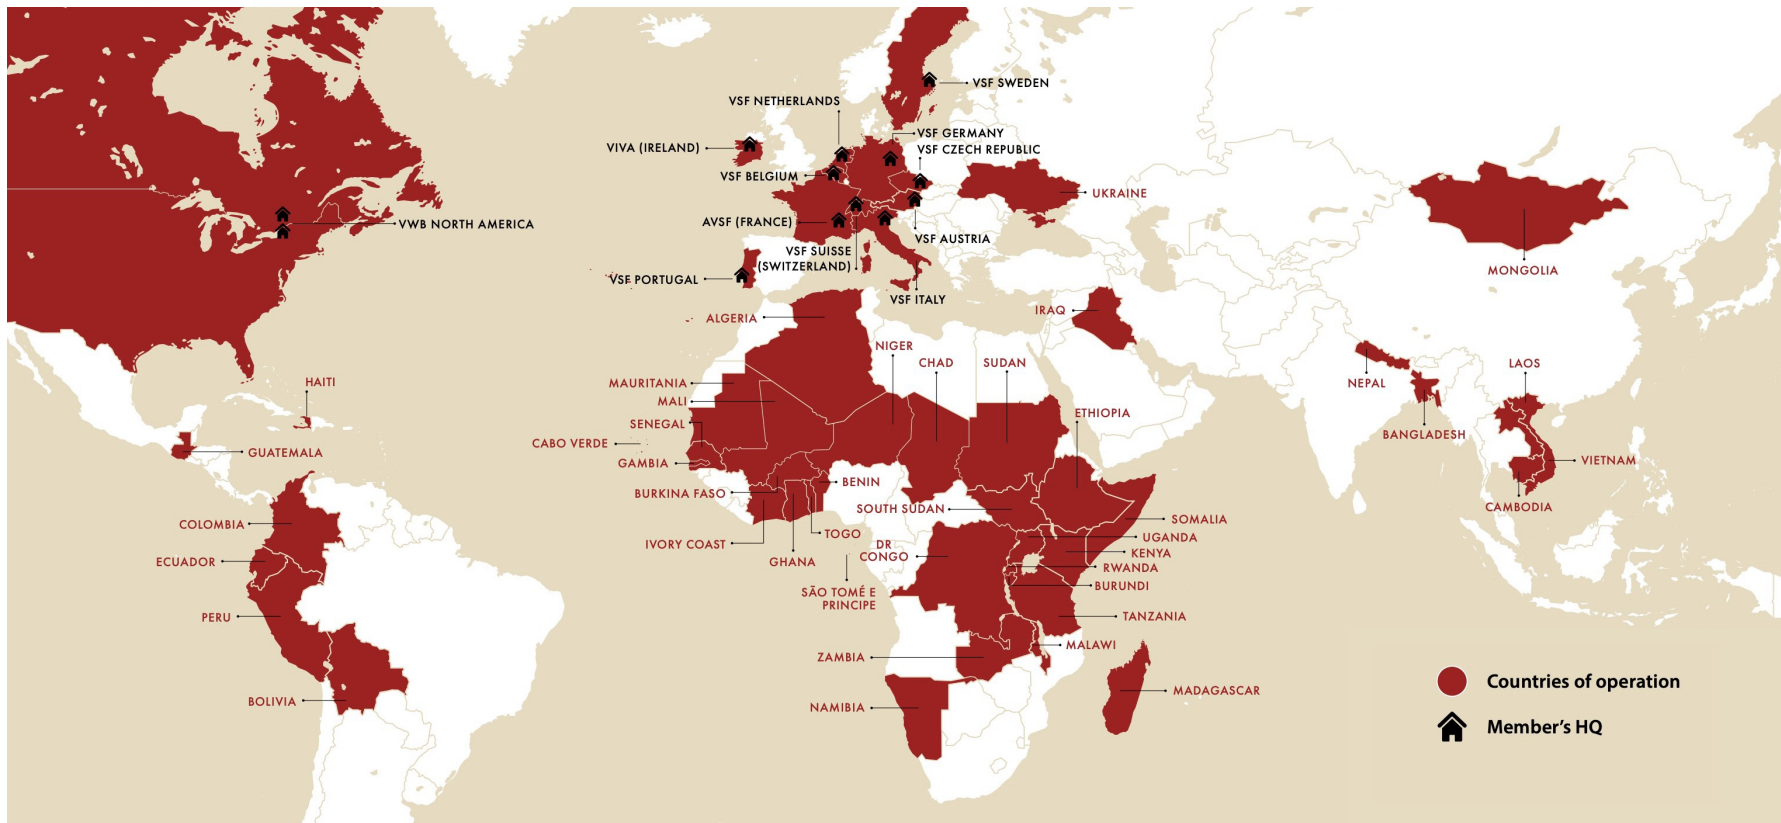 VSF SWEDEN
VSF NETHERLANDS
VSF GERMANY
VIVA (IRELAND)
VSF CZECH REPUBLIC
VSF BELGIUM
UKRAINE
AVSF (FRANCE)
VWB NORTH AMERICA
VSF AUSTRIA
VSF SUISSE
(SWITZERLAND)
MONGOLIA
VSF PORTUGAL
VSF ITALY
ALGERIA
IRAQ
NIGER
CHAD
SUDAN
LAOS
HAITI
MAURITANIA
NEPAL
MALI
ETHIOPIA
SENEGAL
BANGLADESH
CABO VERDE
GUATEMALA
GAMBIA
VIETNAM
BENIN
BURKINA FASO
CAMBODIA
SOUTH SUDAN
SOMALIA
COLOMBIA
TOGO
UGANDA
IVORY COAST
DR
CONGO
KENYA
GHANA
ECUADOR
RWANDA
BURUNDI
SÃO TOMÉ E
PRINCIPE
PERU
TANZANIA
MALAWI
ZAMBIA
Countries of operation
MADAGASCAR
BOLIVIA
NAMIBIA
Member's HQ